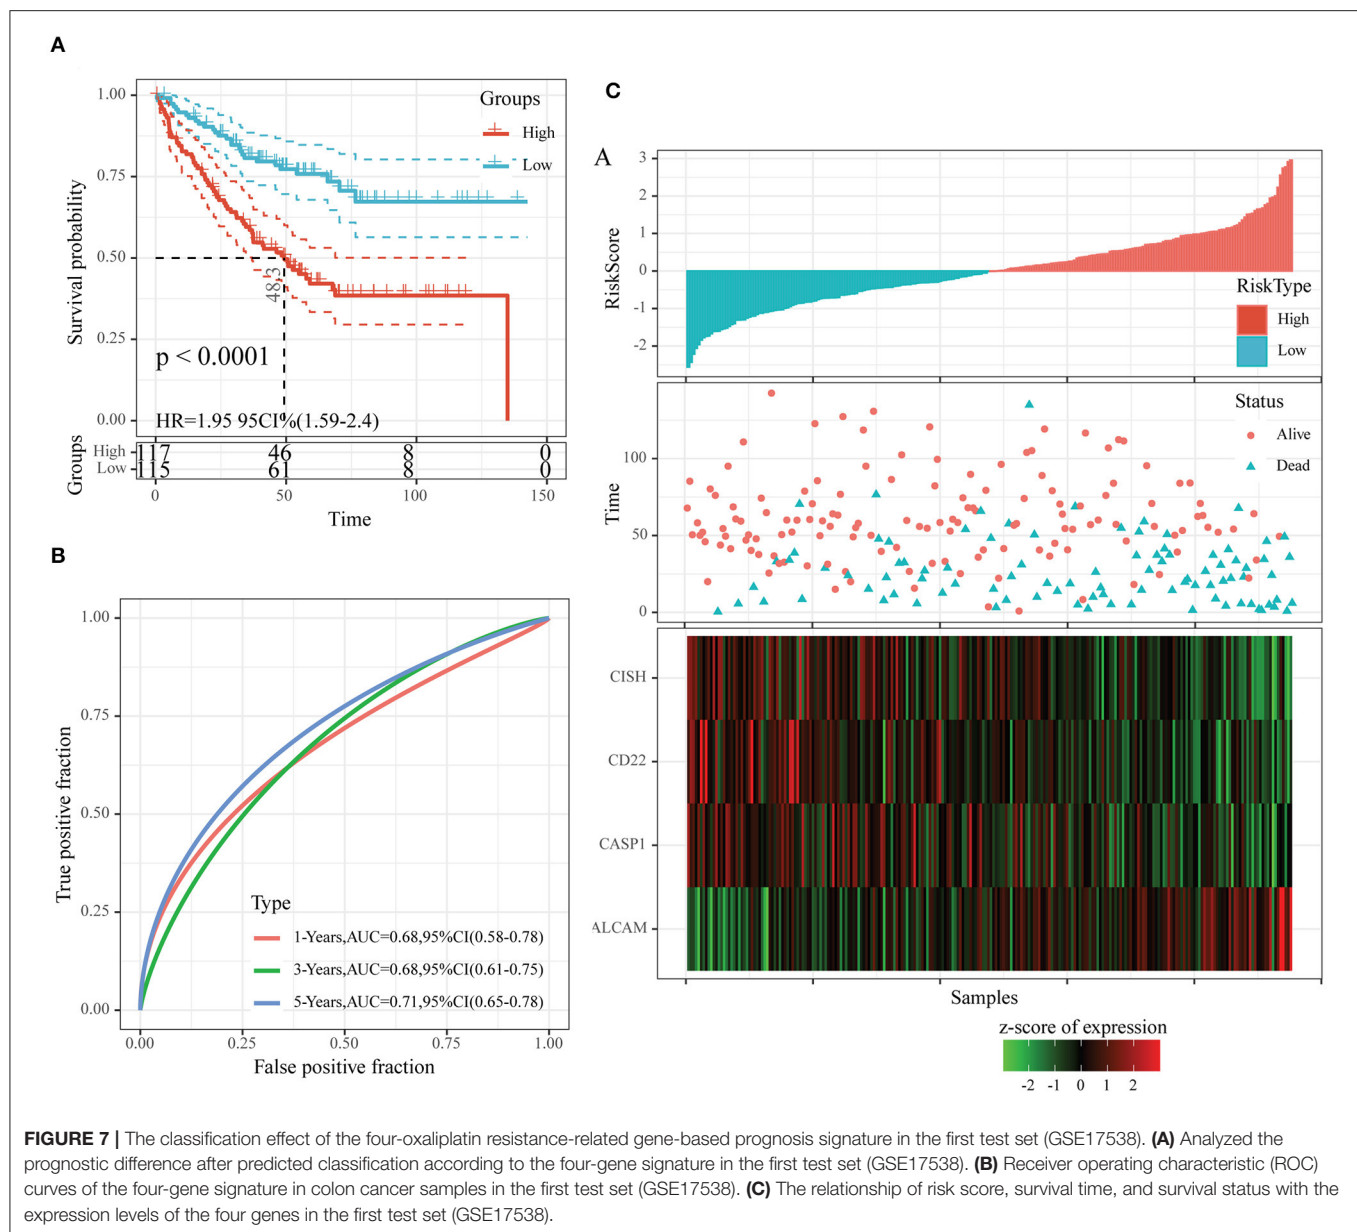 A
1.00
0.75
0.50
0.25
0.00
Survival probability
Groups
High
Low
48.3
p < 0.0001
HR=1.95 95CI%(1.59-2.4)
Groups
High 117 46 8 0
Low 115 61 8 0
0 50 100 150
Time
B
1.00
0.75
0.50
0.25
0.00
True positive fraction
Type
1-Years,AUC=0.68,95%CI(0.58-0.78)
3-Years,AUC=0.68,95%CI(0.61-0.75)
5-Years,AUC=0.71,95%CI(0.65-0.78)
0.00 0.25 0.50 0.75 1.00
False positive fraction
C
A
3
2
1
0
-1
-2
RiskScore
RiskType
High
Low
100
50
0
Time
Status
Alive
Dead
CISH
CD22
CASP1
ALCAM
Samples
z-score of expression
-2 -1 0 1 2
FIGURE 7 | The classification effect of the four-oxaliplatin resistance-related gene-based prognosis signature in the first test set (GSE17538). (A) Analyzed the
prognostic difference after predicted classification according to the four-gene signature in the first test set (GSE17538). (B) Receiver operating characteristic (ROC)
curves of the four-gene signature in colon cancer samples in the first test set (GSE17538). (C) The relationship of risk score, survival time, and survival status with the
expression levels of the four genes in the first test set (GSE17538).